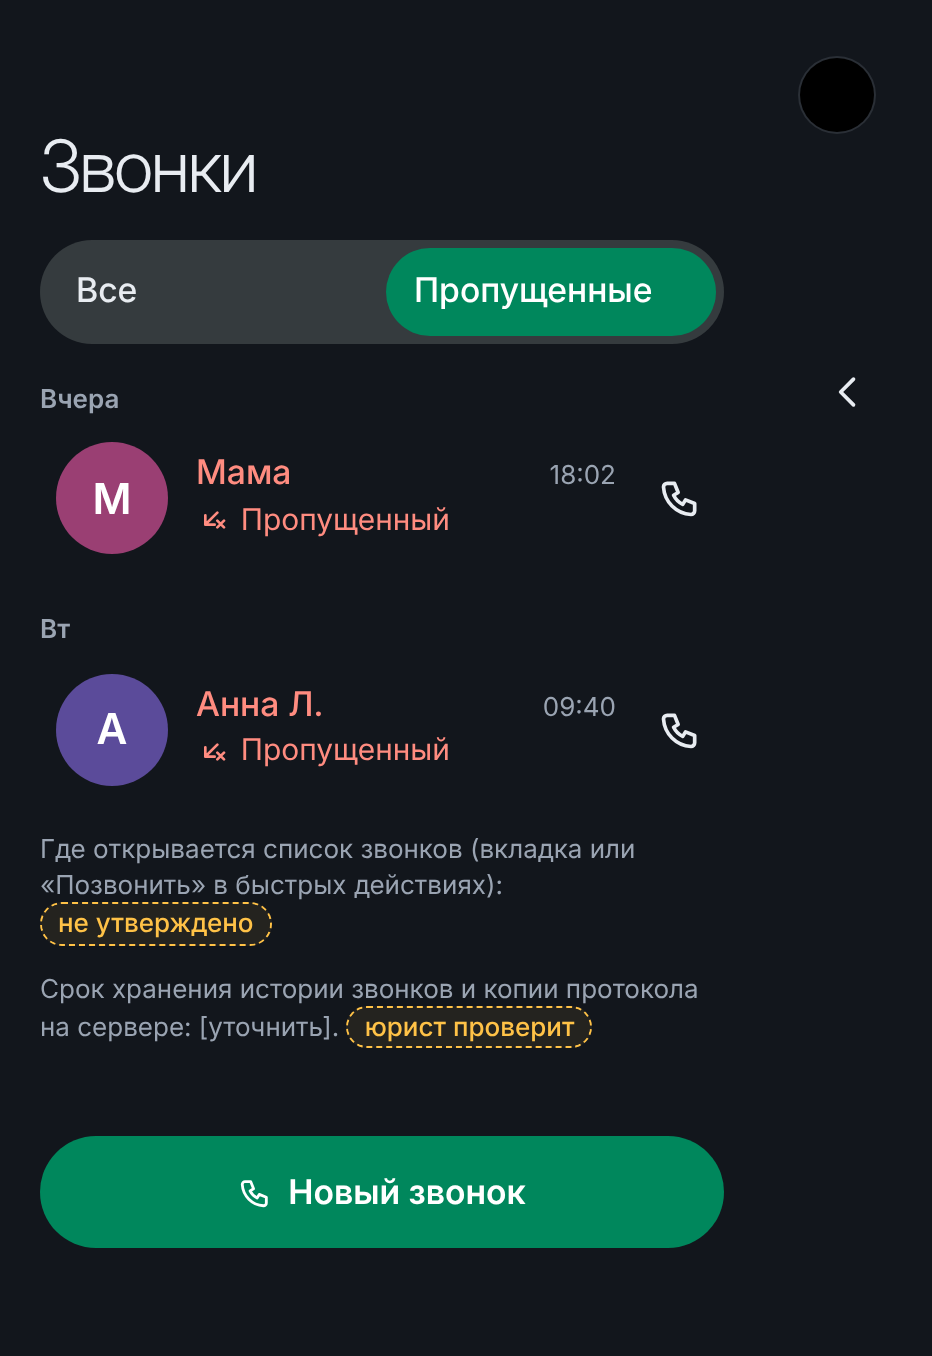 Звонки
Все
Пропущенные
Вчера
М
Мама
18:02
Пропущенный
Вт
А
Анна Л.
09:40
Пропущенный
Где открывается список звонков (вкладка или
«Позвонить» в быстрых действиях):
не утверждено
Срок хранения истории звонков и копии протокола
на сервере: [уточнить]. юрист проверит
Новый звонок